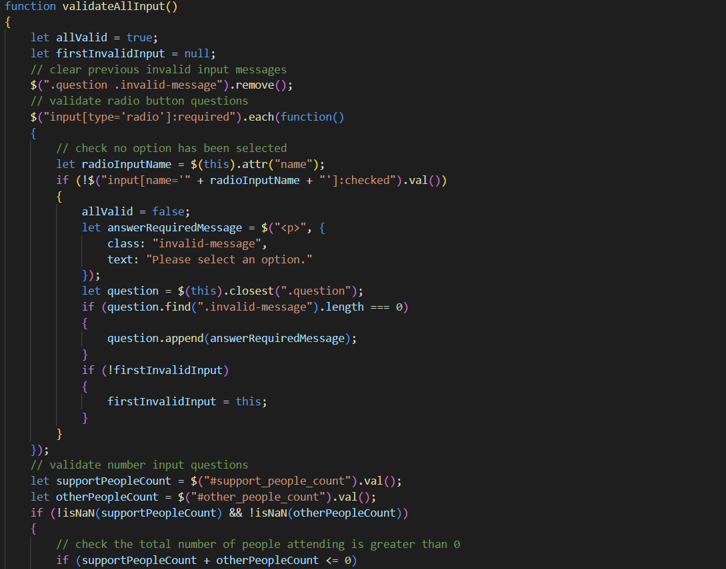 function validateAllInput()
{
let allValid = true;
let firstInvalidInput = null;
// clear previous invalid input messages
$(".question .invalid-message").remove();
// validate radio button questions
$("input[type='radio']:required").each(function()
{
// check no option has been selected
let radioInputName = $(this).attr("name");
if (!$("input[name='" + radioInputName + "']:checked").val())
{
allValid = false;
let answerRequiredMessage = $("<p>", {
class: "invalid-message",
text: "Please select an option."
});
let question = $(this).closest(".question");
if (question.find(".invalid-message").length === 0)
{
question.append(answerRequiredMessage);
}
if (!firstInvalidInput)
{
firstInvalidInput = this;
}
}
});
// validate number input questions
let supportPeopleCount = $("#support_people_count").val();
let otherPeopleCount = $("#other_people_count").val();
if (!isNaN(supportPeopleCount) && !isNaN(otherPeopleCount))
{
// check the total number of people attending is greater than 0
if (supportPeopleCount + otherPeopleCount <= 0)